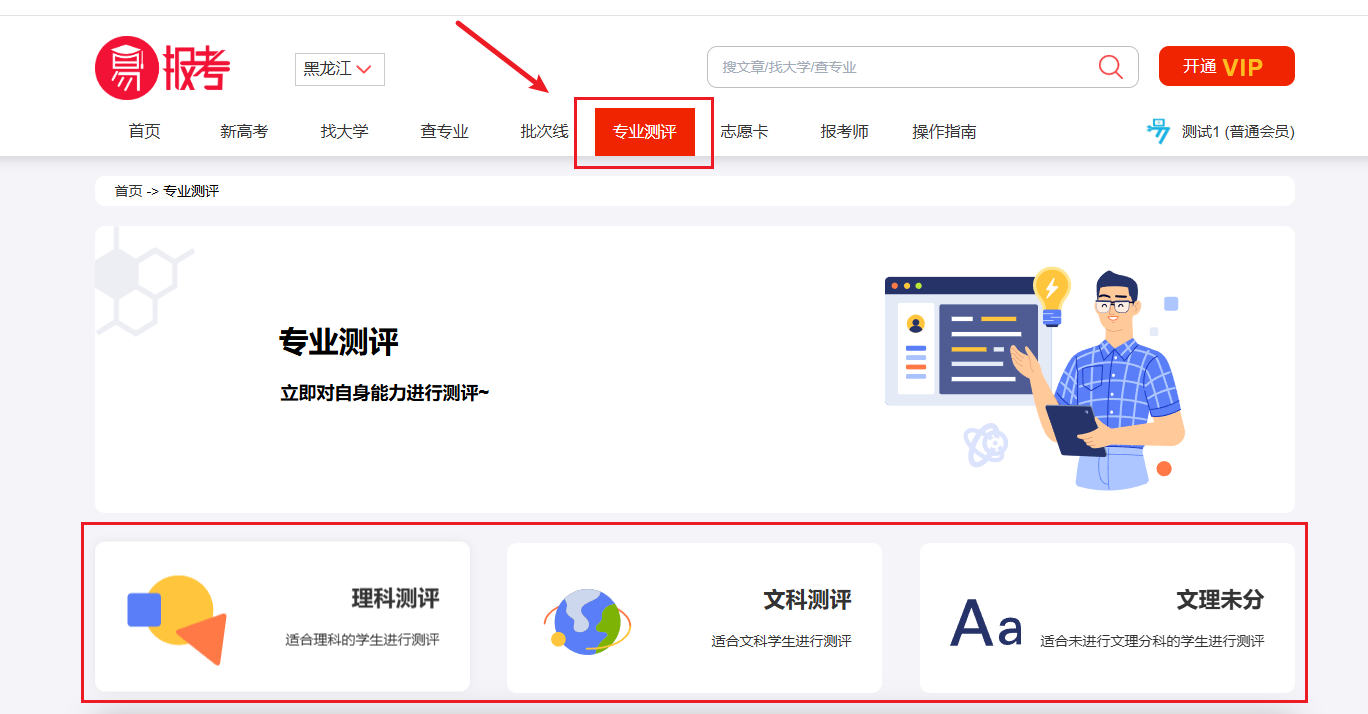 易 报考
黑龙江
搜文章/找大学/查专业
开通 VIP
首页 新高考 找大学 查专业 批次线 专业测评 志愿卡 报考师 操作指南
测试1 (普通会员)
首页 -> 专业测评
专业测评
立即对自身能力进行测评~
理科测评
适合理科的学生进行测评
文科测评
适合文科学生进行测评
Aa
文理未分
适合未进行文理分科的学生进行测评